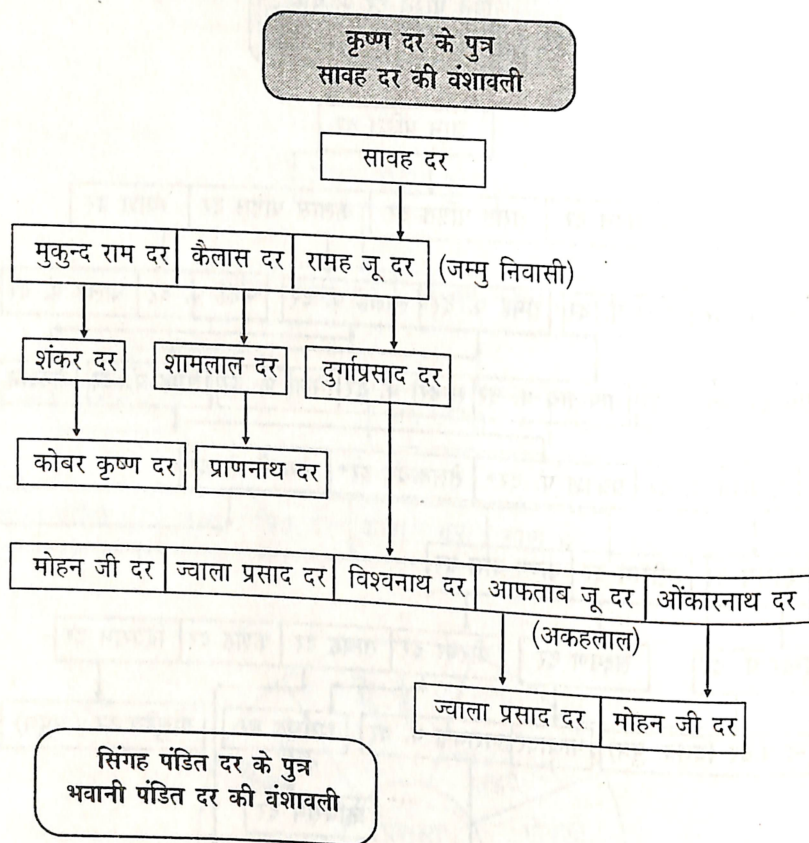 कृष्ण दर के पुत्र
सावह दर की वंशावली
सावह दर
मुकुन्द राम दर कैलास दर रामह जू दर (जम्मु निवासी)
शंकर दर शामलाल दर दुर्गाप्रसाद दर
कोबर कृष्ण दर प्राणनाथ दर
मोहन जी दर ज्वाला प्रसाद दर विश्वनाथ दर आफताब जू दर ओंकारनाथ दर
(अकहलाल)
ज्वाला प्रसाद दर मोहन जी दर
सिंगह पंडित दर के पुत्र
भवानी पंडित दर की वंशावली